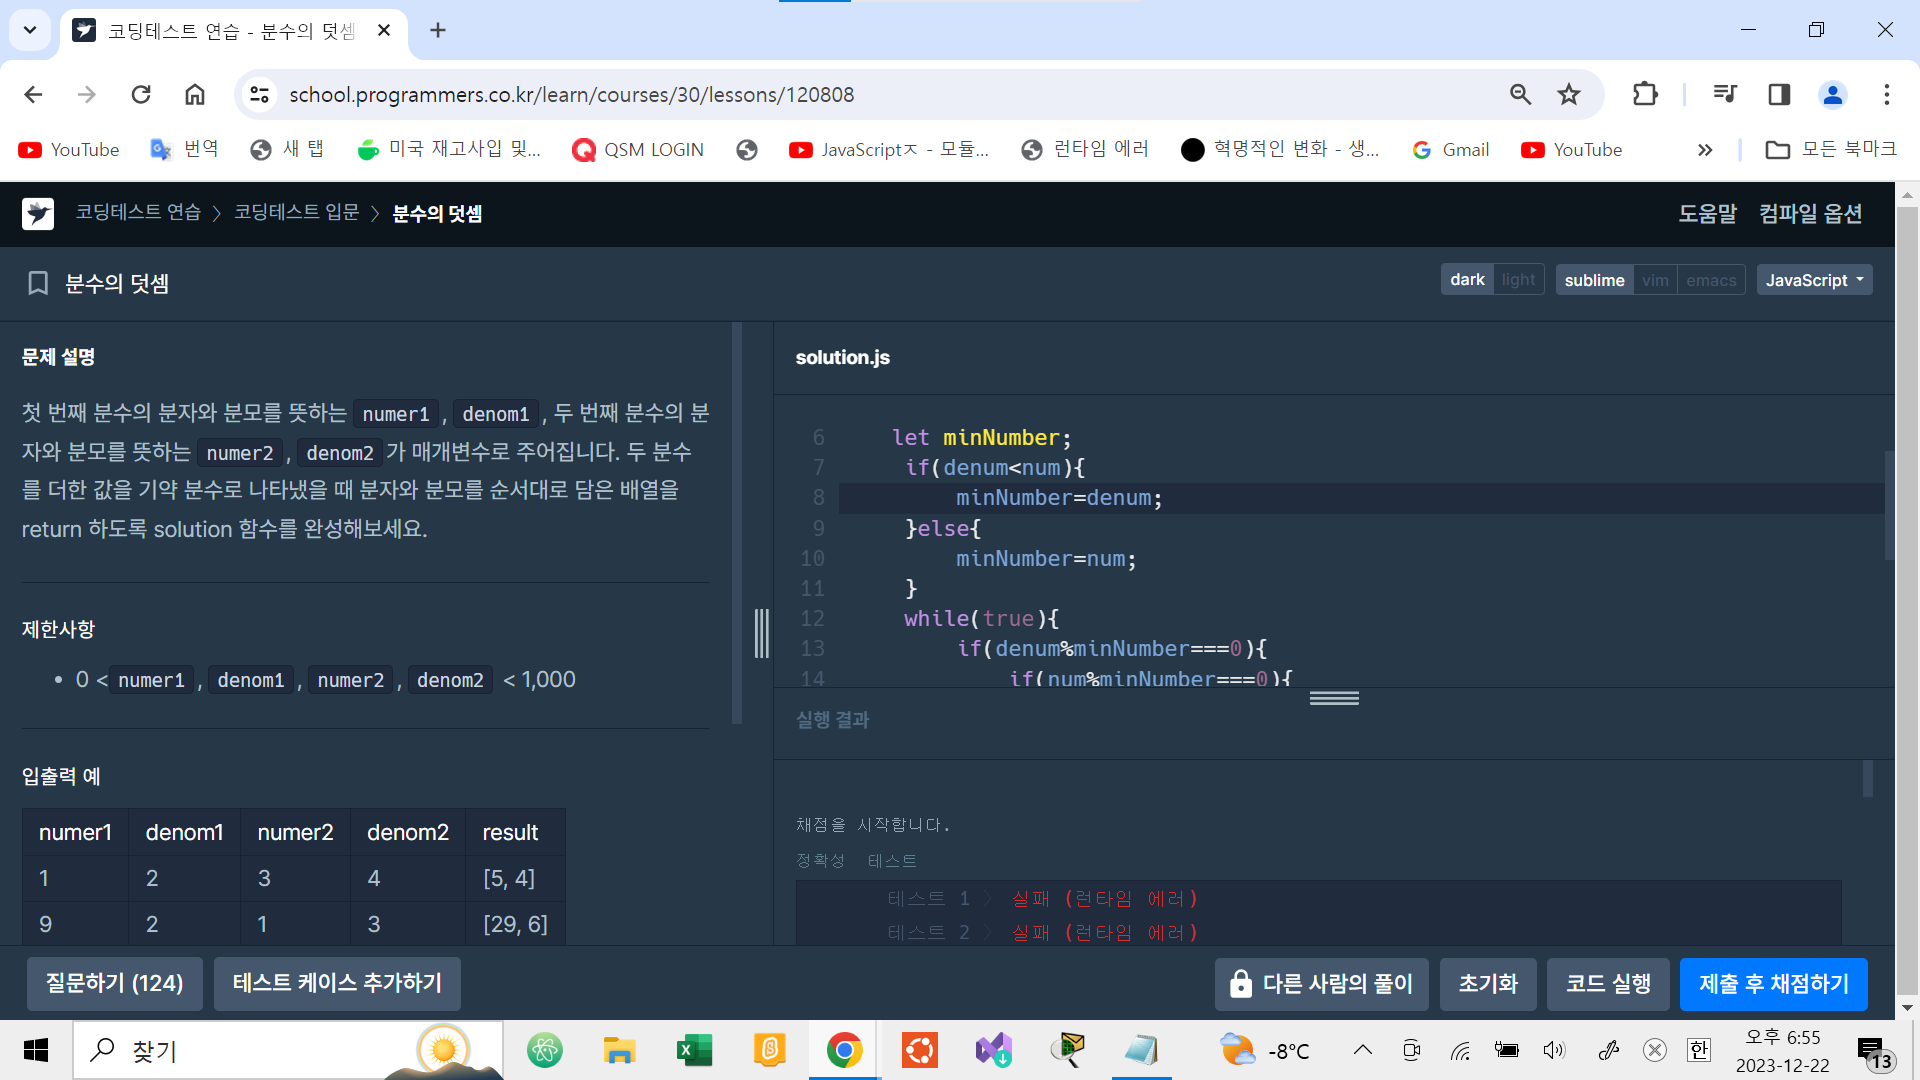 코딩테스트 연습 - 분수의 덧셈
school.programmers.co.kr/learn/courses/30/lessons/120808
YouTube 번역 새 탭 미국 재고사입 및... QSM LOGIN JavaScriptㅈ - 모듈... 런타임 에러 혁명적인 변화 - 생... Gmail YouTube » 모든 북마크
코딩테스트 연습 > 코딩테스트 입문 > 분수의 덧셈 도움말 컴파일 옵션
분수의 덧셈 dark light sublime vim emacs JavaScript
문제 설명
첫 번째 분수의 분자와 분모를 뜻하는 numer1, denom1, 두 번째 분수의 분
자와 분모를 뜻하는 numer2, denom2가 매개변수로 주어집니다. 두 분수
를 더한 값을 기약 분수로 나타냈을 때 분자와 분모를 순서대로 담은 배열을
return 하도록 solution 함수를 완성해보세요.
제한사항
• 0 < numer1, denom1, numer2, denom2 < 1,000
입출력 예
numer1 denom1 numer2 denom2 result
1 2 3 4 [5, 4]
9 2 1 3 [29, 6]
solution.js
6 let minNumber;
7 if(denum<num){
8 minNumber=denum;
9 }else{
10 minNumber=num;
11 }
12 while(true){
13 if(denum%minNumber===0){
14 if(num%minNumber===0){
실행 결과
채점을 시작합니다.
정확성 테스트
테스트 1 〉 실패 (런타임 에러)
테스트 2 〉 실패 (런타임 에러)
질문하기 (124) 테스트 케이스 추가하기 다른 사람의 풀이 초기화 코드 실행 제출 후 채점하기
찾기 -8°C 한 오후 6:55
2023-12-22 13